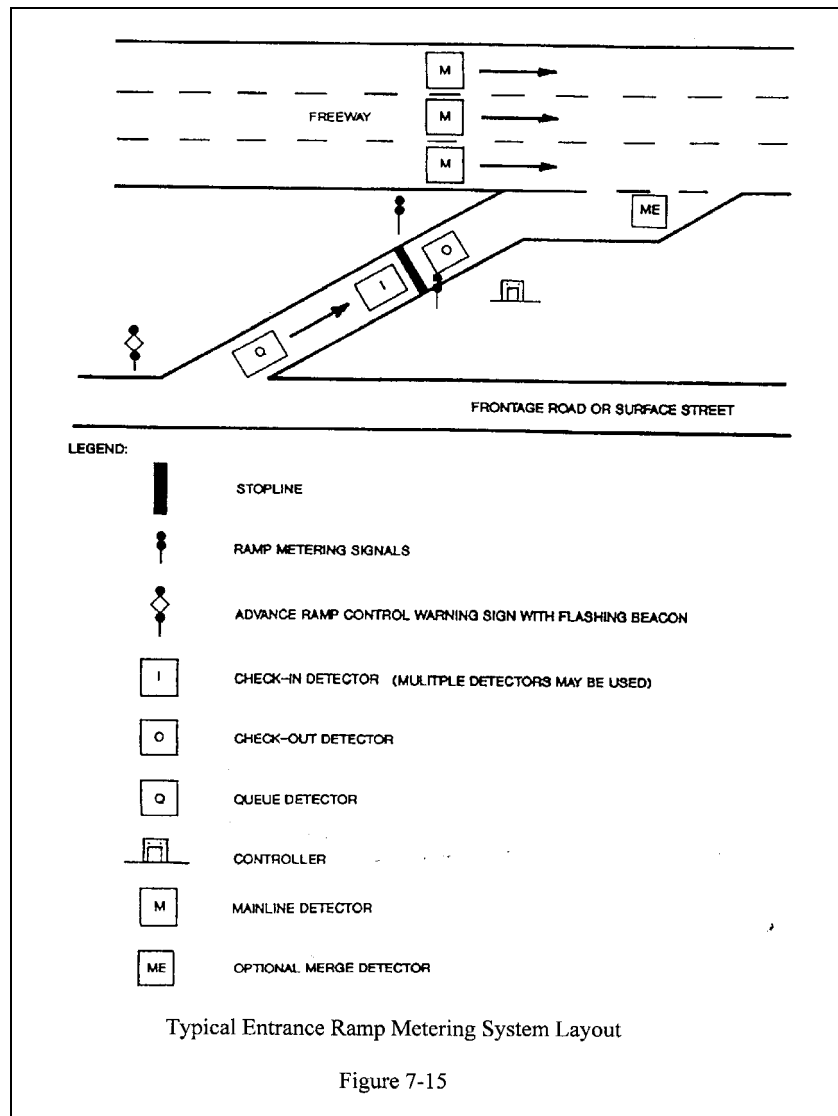 M
FREEWAY
M
M
ME
O
I
Q
FRONTAGE ROAD OR SURFACE STREET
LEGEND:
STOPLINE
RAMP METERING SIGNALS
ADVANCE RAMP CONTROL WARNING SIGN WITH FLASHING BEACON
I CHECK-IN DETECTOR (MULITPLE DETECTORS MAY BE USED)
O CHECK-OUT DETECTOR
Q QUEUE DETECTOR
CONTROLLER
M MAINLINE DETECTOR
ME OPTIONAL MERGE DETECTOR
Typical Entrance Ramp Metering System Layout
Figure 7-15